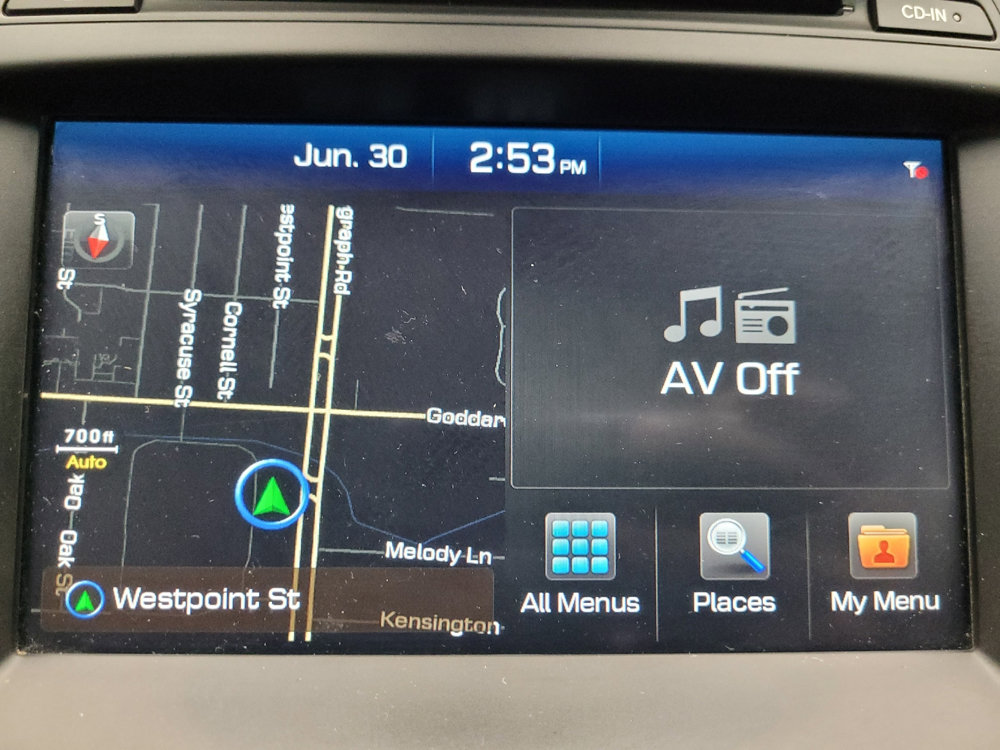 CD-IN
Jun. 30
2:53 PM
S
stpoint St
graph Rd
St
Syracuse St
Cornell St
AV Off
Goddar
700ft
Auto
Oak
Oak St
Melody Ln
Westpoint St
Kensington
All Menus
Places
My Menu